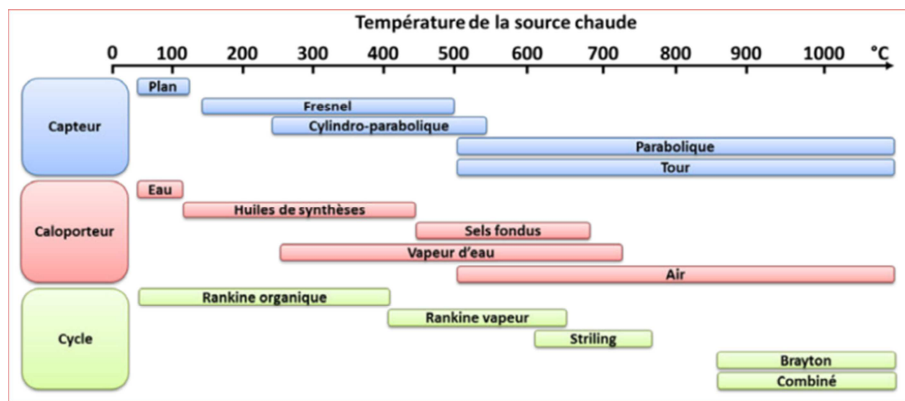 Température de la source chaude
0 100 200 300 400 500 600 700 800 900 1000 °C
Capteur
Plan
Fresnel
Cylindro-parabolique
Parabolique
Tour
Caloporteur
Eau
Huiles de synthèses
Sels fondus
Vapeur d'eau
Air
Cycle
Rankine organique
Rankine vapeur
Striling
Brayton
Combiné